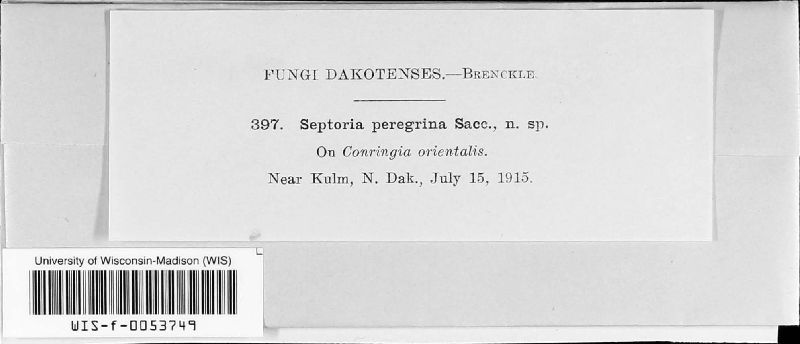 FUNGI DAKOTENSES.—BRENCKLE.
397. Septoria peregrina Sacc., n. sp.
On Conringia orientalis.
Near Kulm, N. Dak., July 15, 1915.
University of Wisconsin-Madison (WIS)
WIS-f-0053749